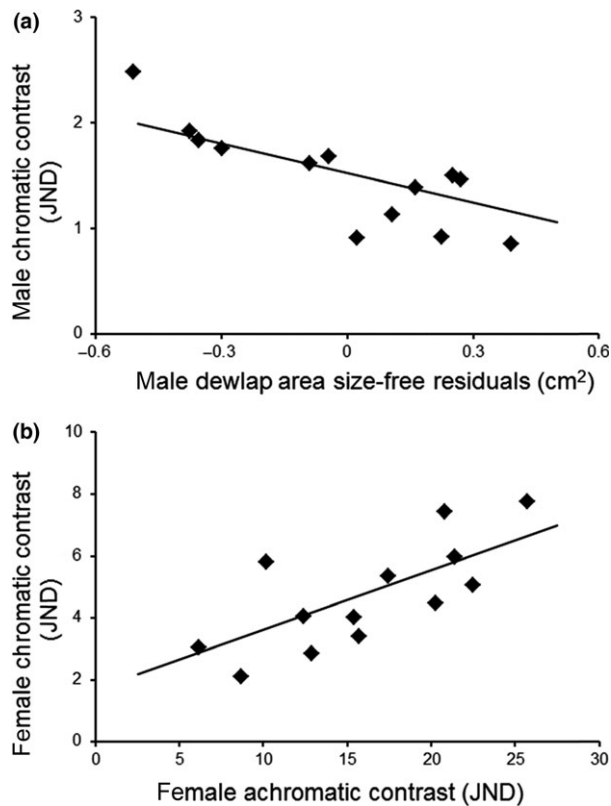 (a)
3
2
1
0
Male chromatic contrast
(JND)
–0.6 –0.3 0 0.3 0.6
Male dewlap area size-free residuals (cm²)
(b)
10
8
6
4
2
0
Female chromatic contrast
(JND)
0 5 10 15 20 25 30
Female achromatic contrast (JND)